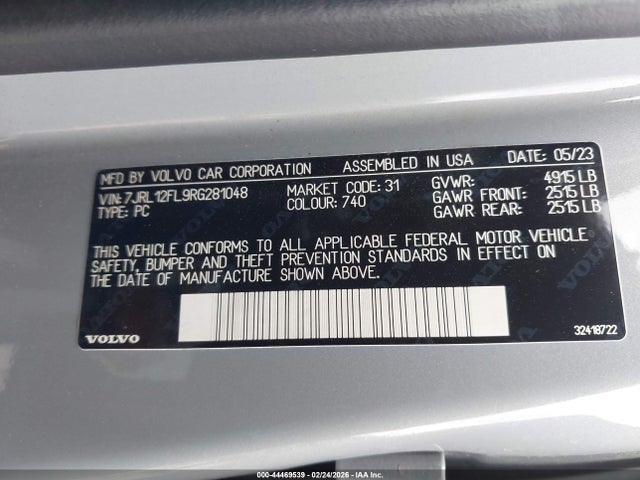 MFD BY VOLVO CAR CORPORATION ASSEMBLED IN USA DATE: 05/23
VIN: 7JRL12FL9RG281048 MARKET CODE: 31 GVWR: 4915 LB
TYPE: PC COLOUR: 740 GAWR FRONT: 2515 LB
GAWR REAR: 2515 LB
THIS VEHICLE CONFORMS TO ALL APPLICABLE FEDERAL MOTOR VEHICLE
SAFETY, BUMPER AND THEFT PREVENTION STANDARDS IN EFFECT ON
THE DATE OF MANUFACTURE SHOWN ABOVE.
VOLVO 32418722
000-44469539 - 02/24/2026 - IAA Inc.